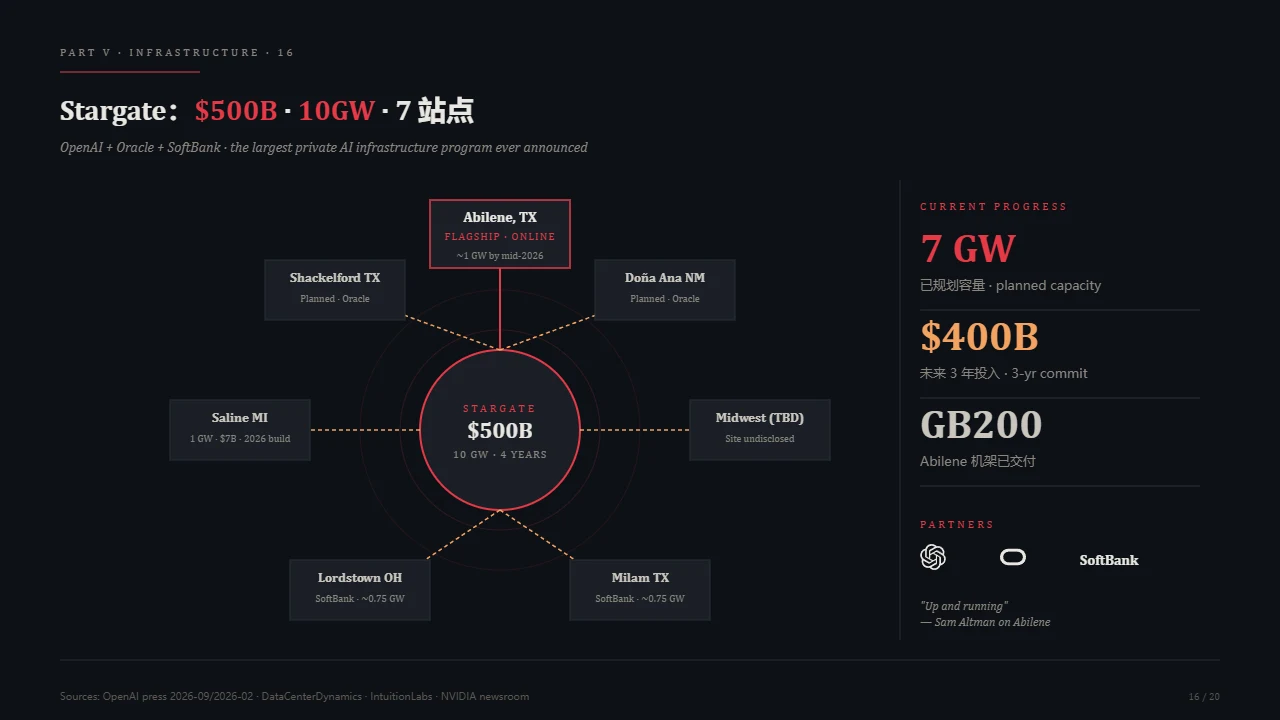 PART V · INFRASTRUCTURE · 16
Stargate： $500B · 10GW · 7 站点
OpenAI + Oracle + SoftBank · the largest private AI infrastructure program ever announced
Abilene, TX
FLAGSHIP · ONLINE
~1 GW by mid-2026
Shackelford TX
Planned · Oracle
Doña Ana NM
Planned · Oracle
Saline MI
1 GW · $7B · 2026 build
STARGATE
$500B
10 GW · 4 YEARS
Midwest (TBD)
Site undisclosed
Lordstown OH
SoftBank · ~0.75 GW
Milam TX
SoftBank · ~0.75 GW
CURRENT PROGRESS
7 GW
已规划容量 · planned capacity
$400B
未来 3 年投入 · 3-yr commit
GB200
Abilene 机架已交付
PARTNERS
SoftBank
"Up and running"
— Sam Altman on Abilene
Sources: OpenAI press 2026-09/2026-02 · DataCenterDynamics · IntuitionLabs · NVIDIA newsroom
16 / 20